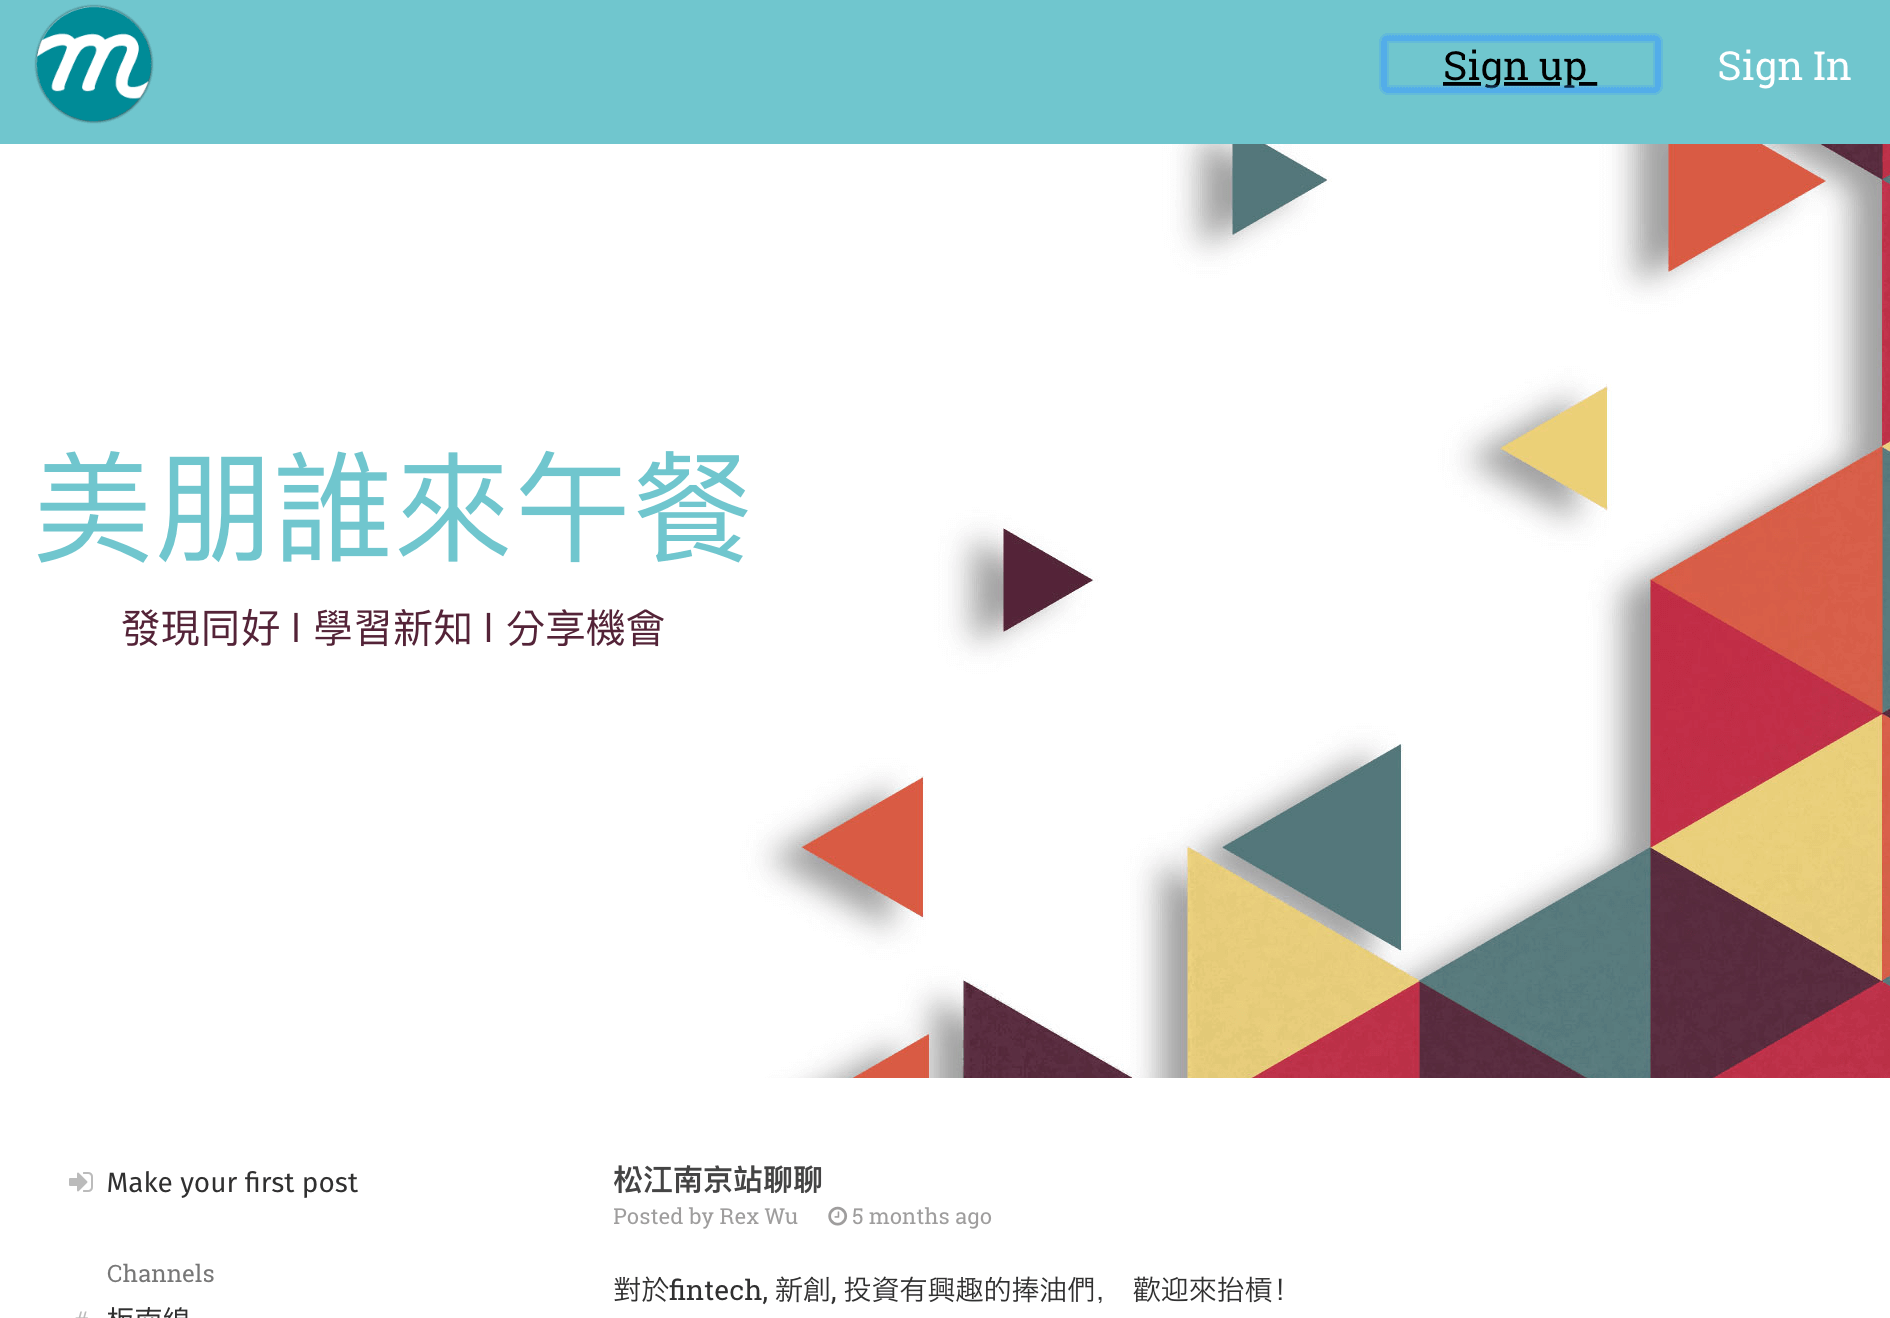 m
Sign up
Sign In
美朋誰來午餐
發現同好 l 學習新知 l 分享機會
Make your first post
松江南京站聊聊
Posted by Rex Wu 5 months ago
Channels
對於fintech, 新創, 投資有興趣的捧油們， 歡迎來抬槓！
# 板南線